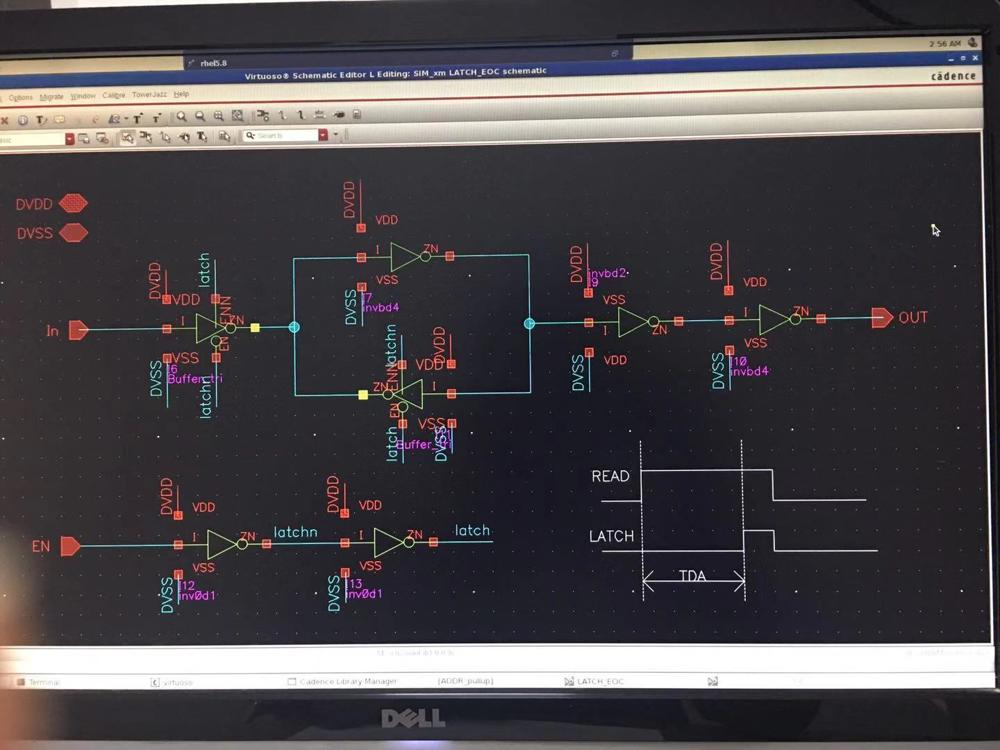 2:56 AM
rhel5.8
Virtuoso® Schematic Editor L Editing: SIM_xm LATCH_EOC schematic
cādence
Options Migrate Window Calibre TowerJazz Help
Search
DVDD
DVSS
DVDD
VDD
I
ZN
VSS
DVSS
I7
invbd4
DVDD
VDD
latch
ENN
In
I
ZN
EN
VSS
DVSS
I6
Buffer_tri
latchn
latchn
DVDD
VDD
ENN
ZN
I
EN
VSS
latch
DVSS
Buffer_tri
DVDD
invbd2
I9
VSS
I
ZN
VDD
DVSS
DVDD
VDD
I
ZN
OUT
VSS
DVSS
I10
invbd4
DVDD
VDD
EN
I
ZN
latchn
VSS
DVSS
I12
inv0d1
DVDD
VDD
I
ZN
latch
VSS
DVSS
I13
inv0d1
READ
LATCH
TDA
Terminal
virtuoso
Cadence Library Manager
[ADDR_pullup]
LATCH_EOC
DELL